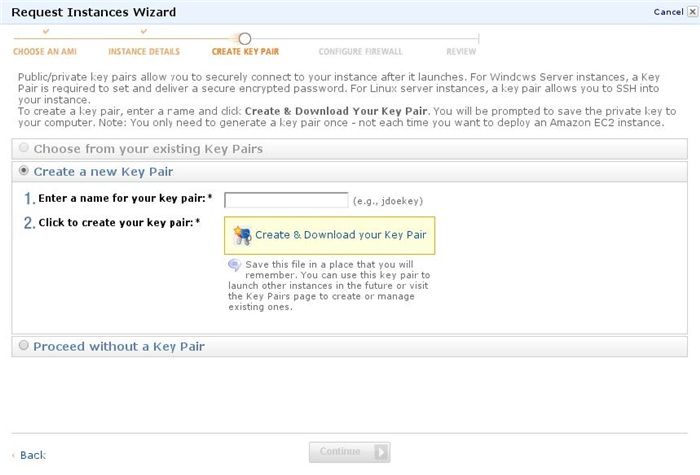 Request Instances Wizard
Cancel
CHOOSE AN AMI INSTANCE DETAILS CREATE KEY PAIR CONFIGURE FIREWALL REVIEW
Public/private key pairs allow you to securely connect to your instance after it launches. For Windows Server instances, a Key
Pair is required to set and deliver a secure encrypted password. For Linux server instances, a key pair allows you to SSH into
your instance.
To create a key pair, enter a name and click Create & Download Your Key Pair. You will be prompted to save the private key to
your computer. Note: You only need to generate a key pair once - not each time you want to deploy an Amazon EC2 instance.
Choose from your existing Key Pairs
Create a new Key Pair
1. Enter a name for your key pair:* (e.g., jdoekey)
2. Click to create your key pair:*
Create & Download your Key Pair
Save this file in a place that you will
remember. You can use this key pair to
launch other instances in the future or visit
the Key Pairs page to create or manage
existing ones.
Proceed without a Key Pair
Back
Continue